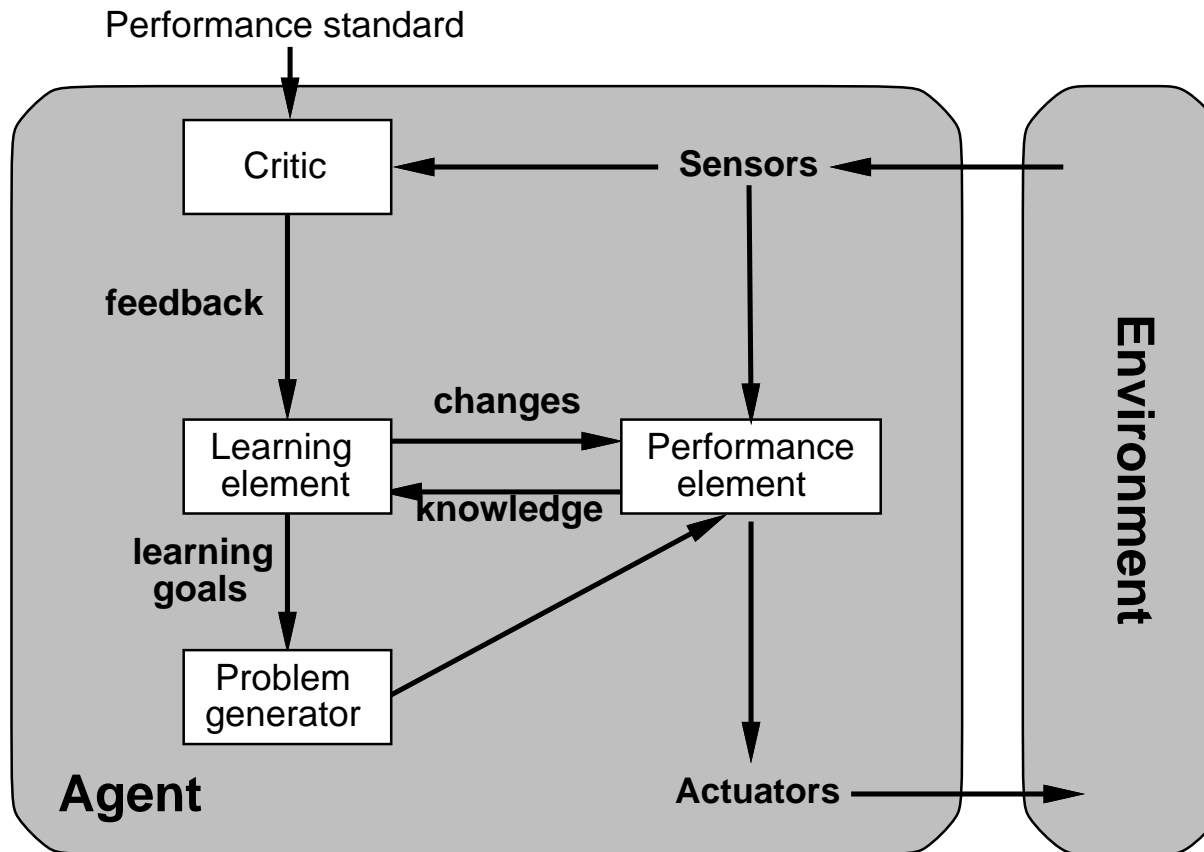 Performance standard
Critic
Sensors
feedback
changes
Learning
element
Performance
element
knowledge
learning
goals
Problem
generator
Agent
Actuators
Environment